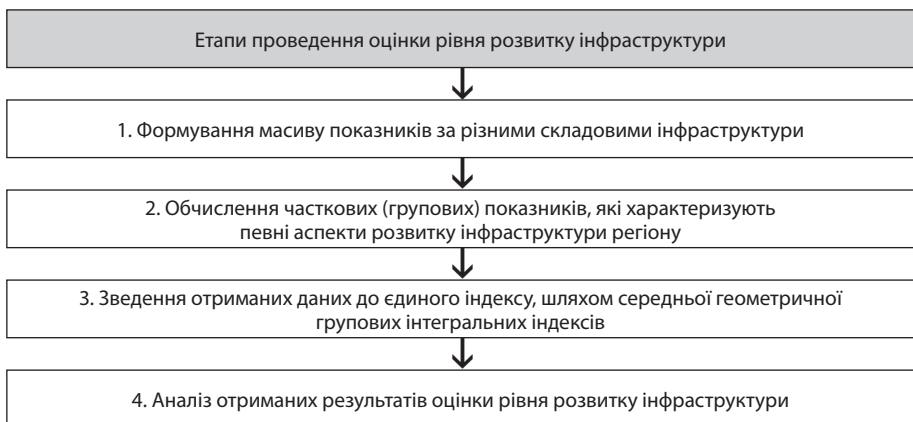 Етапи проведення оцінки рівня розвитку інфраструктури
1. Формування масиву показників за різними складовими інфраструктури
2. Обчислення часткових (групових) показників, які характеризують
певні аспекти розвитку інфраструктури регіону
3. Зведення отриманих даних до єдиного індексу, шляхом середньої геометричної
групових інтегральних індексів
4. Аналіз отриманих результатів оцінки рівня розвитку інфраструктури